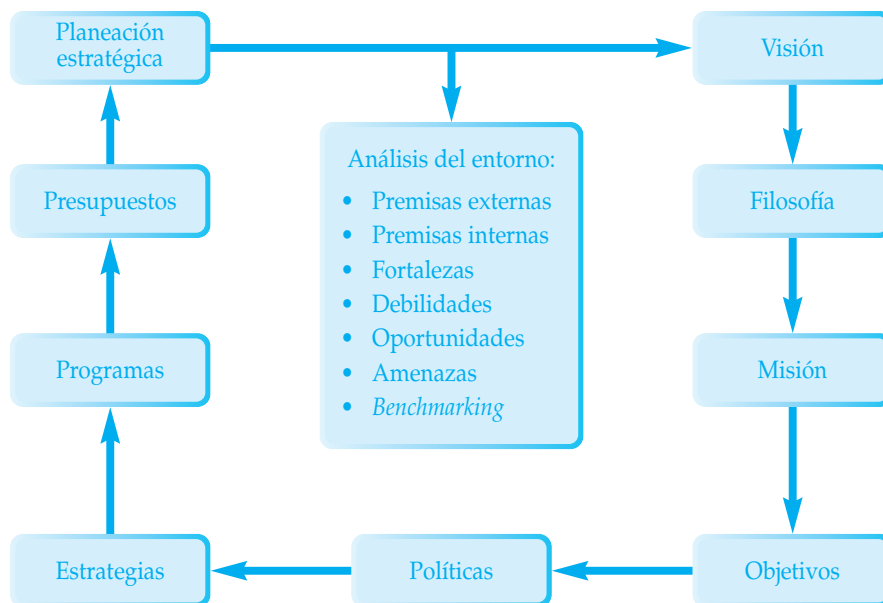 Planeación
estratégica
Visión
Análisis del entorno:
• Premisas externas
• Premisas internas
• Fortalezas
• Debilidades
• Oportunidades
• Amenazas
• Benchmarking
Presupuestos
Filosofía
Programas
Misión
Estrategias
Políticas
Objetivos